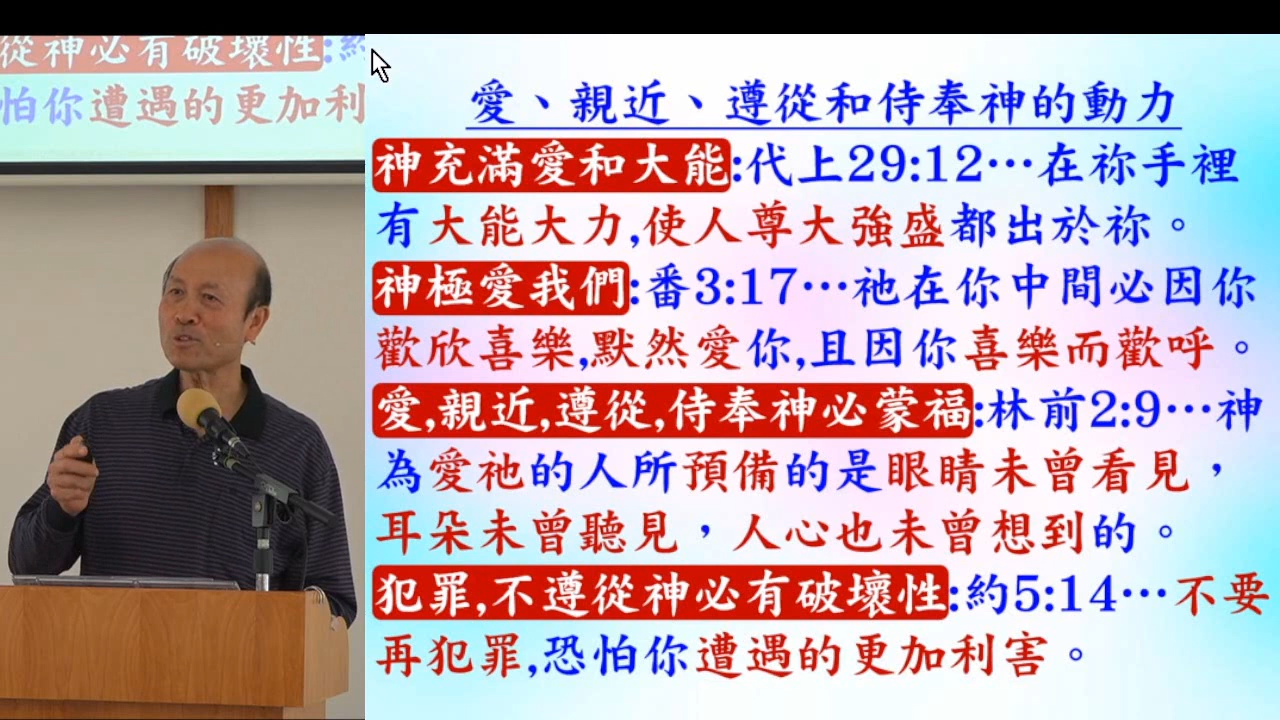 從神必有破壞性:約
怕你遭遇的更加利
愛、親近、遵從和侍奉神的動力
神充滿愛和大能:代上29:12…在祢手裡
有大能大力,使人尊大強盛都出於祢。
神極愛我們:番3:17…祂在你中間必因你
歡欣喜樂,默然愛你,且因你喜樂而歡呼。
愛,親近,遵從,侍奉神必蒙福:林前2:9…神
為愛祂的人所預備的是眼睛未曾看見，
耳朵未曾聽見，人心也未曾想到的。
犯罪,不遵從神必有破壞性:約5:14…不要
再犯罪,恐怕你遭遇的更加利害。